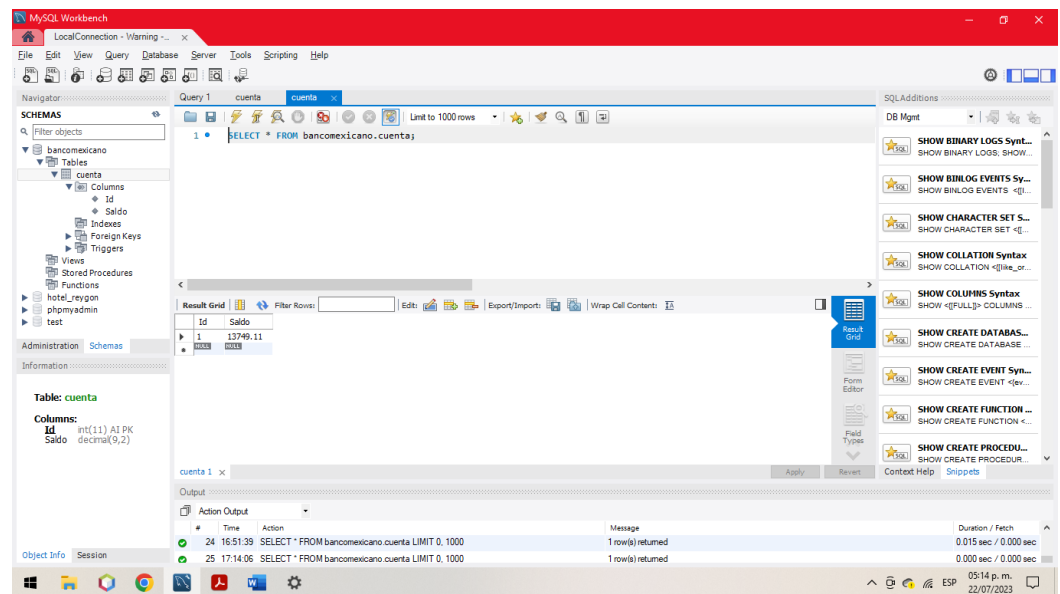 MySQL Workbench
LocalConnection - Warning -...
File Edit View Query Database Server Tools Scripting Help
Navigator
SCHEMAS
Filter objects
bancomexicano
Tables
cuenta
Columns
Id
Saldo
Indexes
Foreign Keys
Triggers
Views
Stored Procedures
Functions
hotel_reygon
phpmyadmin
test
Administration Schemas
Information
Table: cuenta
Columns:
Id int(11) AI PK
Saldo decimal(9,2)
Object Info Session
Query 1 cuenta cuenta
Limit to 1000 rows
1 SELECT * FROM bancomexicano.cuenta;
Result Grid Filter Rows: Edit: Export/Import: Wrap Cell Content:
Id Saldo
1 13749.11
NULL NULL
Result Grid
Form Editor
Field Types
cuenta 1 Apply Revert
SQLAdditions
DB Mgmt
SHOW BINARY LOGS Synt...
SHOW BINARY LOGS; SHOW...
SHOW BINLOG EVENTS Sy...
SHOW BINLOG EVENTS <[I...
SHOW CHARACTER SET S...
SHOW CHARACTER SET <[...
SHOW COLLATION Syntax
SHOW COLLATION <[like_or...
SHOW COLUMNS Syntax
SHOW <[FULL]> COLUMNS ...
SHOW CREATE DATABAS...
SHOW CREATE DATABASE ...
SHOW CREATE EVENT Syn...
SHOW CREATE EVENT <{ev...
SHOW CREATE FUNCTION ...
SHOW CREATE FUNCTION <...
SHOW CREATE PROCEDU...
SHOW CREATE PROCEDUR...
Context Help Snippets
Output
Action Output
# Time Action Message Duration / Fetch
24 16:51:39 SELECT * FROM bancomexicano.cuenta LIMIT 0, 1000 1 row(s) returned 0.015 sec / 0.000 sec
25 17:14:06 SELECT * FROM bancomexicano.cuenta LIMIT 0, 1000 1 row(s) returned 0.000 sec / 0.000 sec
ESP
05:14 p. m.
22/07/2023